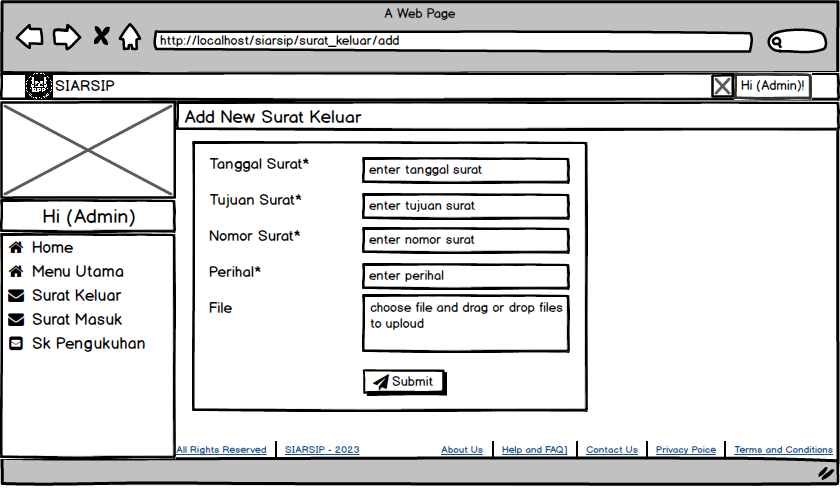 A Web Page
http://localhost/siarsip/surat_keluar/add
SIARSIP
Hi (Admin)!
Add New Surat Keluar
Hi (Admin)
Home
Menu Utama
Surat Keluar
Surat Masuk
Sk Pengukuhan
Tanggal Surat*
enter tanggal surat
Tujuan Surat*
enter tujuan surat
Nomor Surat*
enter nomor surat
Perihal*
enter perihal
File
choose file and drag or drop files
to uploud
Submit
All Rights Reserved
SIARSIP - 2023
About Us
Help and FAQ]
Contact Us
Privacy Poice
Terms and Conditions